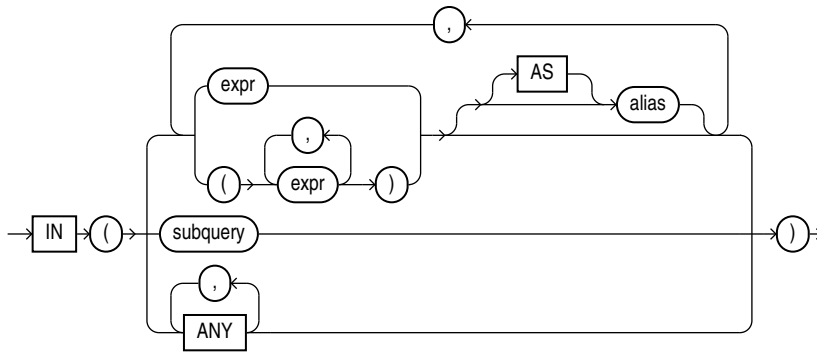 ,
AS
expr
alias
,
( expr )
IN ( subquery )
,
ANY